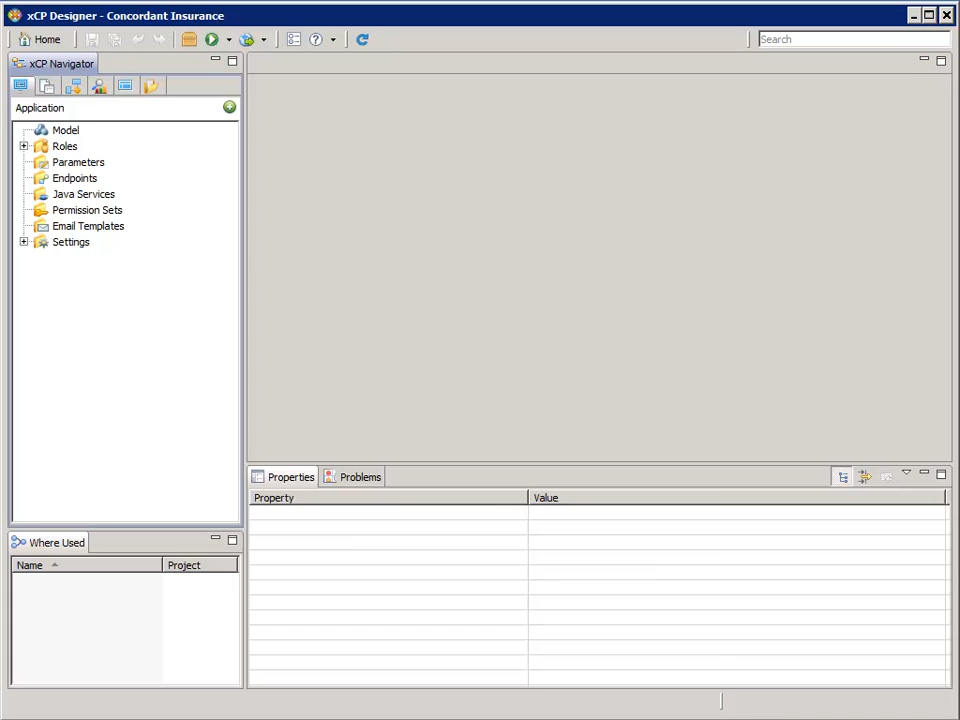 xCP Designer - Concordant Insurance
Home
Search
xCP Navigator
Application
Model
Roles
Parameters
Endpoints
Java Services
Permission Sets
Email Templates
Settings
Properties
Problems
Property
Value
Where Used
Name
Project